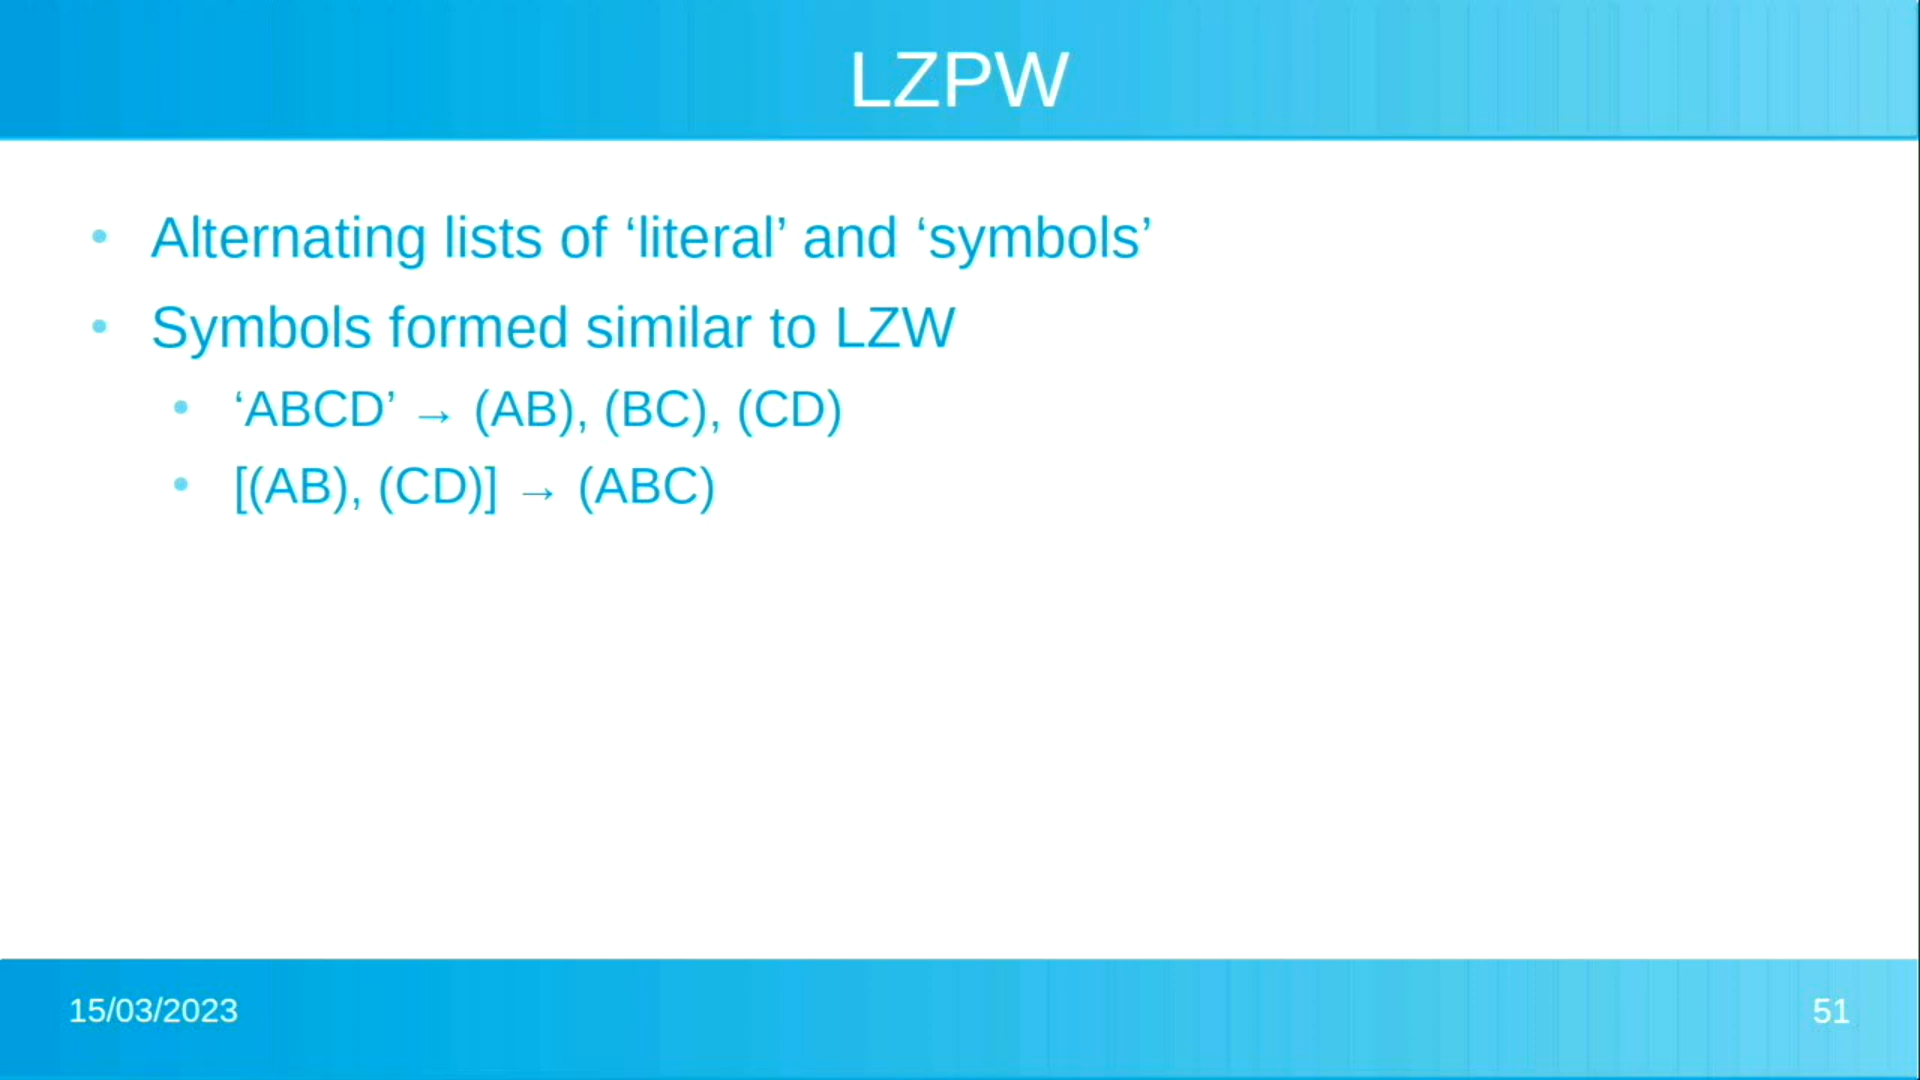 LZPW
• Alternating lists of ‘literal’ and ‘symbols’
• Symbols formed similar to LZW
• ‘ABCD’ → (AB), (BC), (CD)
• [(AB), (CD)] → (ABC)
15/03/2023
51